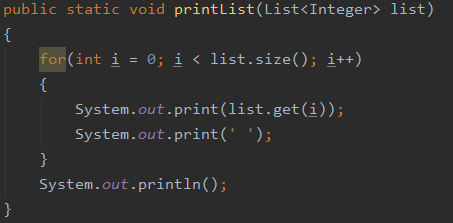 public static void printList(List<Integer> list)
{
    for(int i = 0; i < list.size(); i++)
    {
        System.out.print(list.get(i));
        System.out.print(' ');
    }
    System.out.println();
}